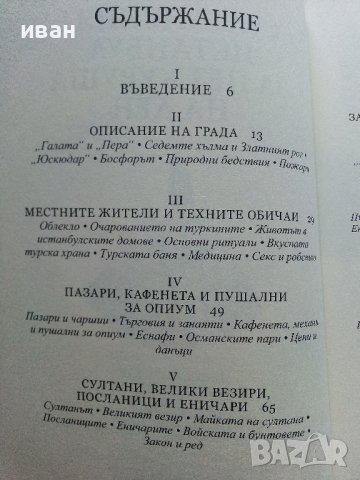 иван
СЪДЪРЖАНИЕ
I
ВЪВЕДЕНИЕ 6
II
ОПИСАНИЕ НА ГРАДА 13
„Галата" и „Пера" • Седемте хълма и Златният рог •
„Юскюдар" • Босфорът • Природни бедствия • Пожари
III
МЕСТНИТЕ ЖИТЕЛИ И ТЕХНИТЕ ОБИЧАИ 29
Облекло • Очарованието на туркините • Животът в
истанбулските домове • Основни ритуали • Вкусната
турска храна • Турската баня • Медицина • Секс и робство
IV
ПАЗАРИ, КАФЕНЕТА И ПУШАЛНИ
ЗА ОПИУМ 49
Пазари и чаршии • Търговия и занаяти • Кафенета, механи
и пушални за опиум • Еснафи • Османските пари • Цени и
данъци
V
СУЛТАНИ, ВЕЛИКИ ВЕЗИРИ,
ПОСЛАНИЦИ И ЕНИЧАРИ 65
Султанът • Великият везир • Майката на султана •
Посланиците • Еничарите • Войската и бунтовете •
Закон и ред
bazar